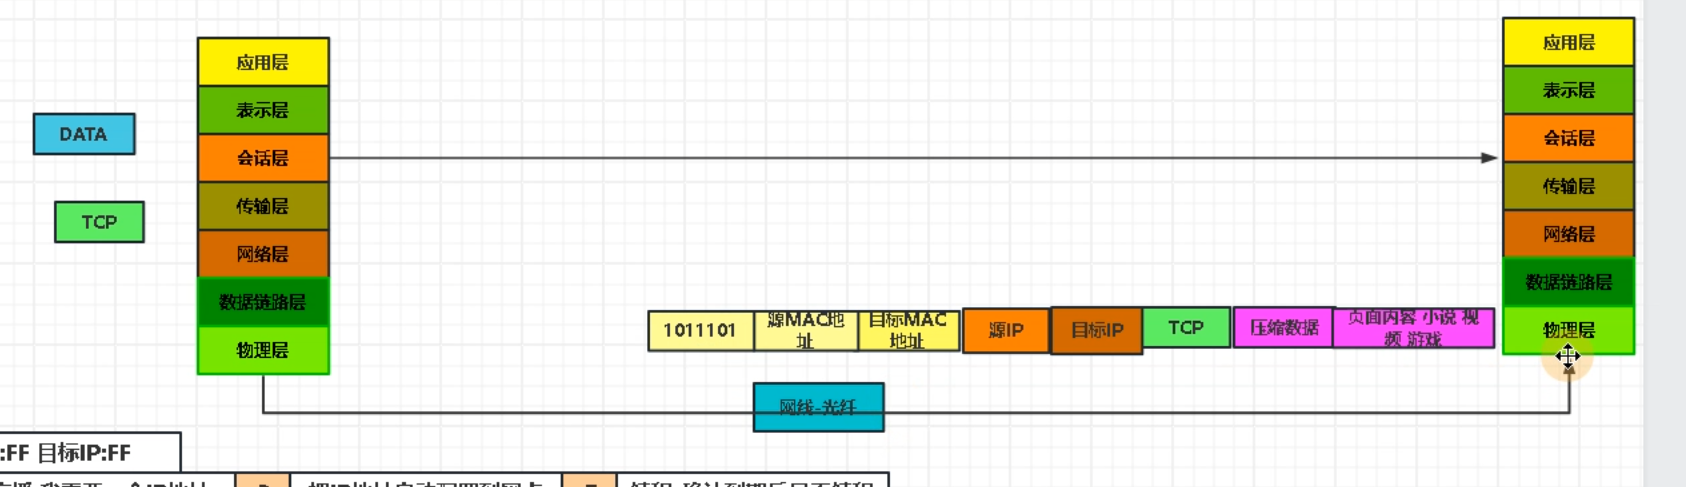 应用层
表示层
会话层
传输层
网络层
数据链路层
物理层
DATA
TCP
应用层
表示层
会话层
传输层
网络层
数据链路层
物理层
1011101
源MAC地
址
目标MAC
地址
源IP
目标IP
TCP
压缩数据
页面内容 小说 视
频 游戏
网线-光纤
:FF 目标IP:FF